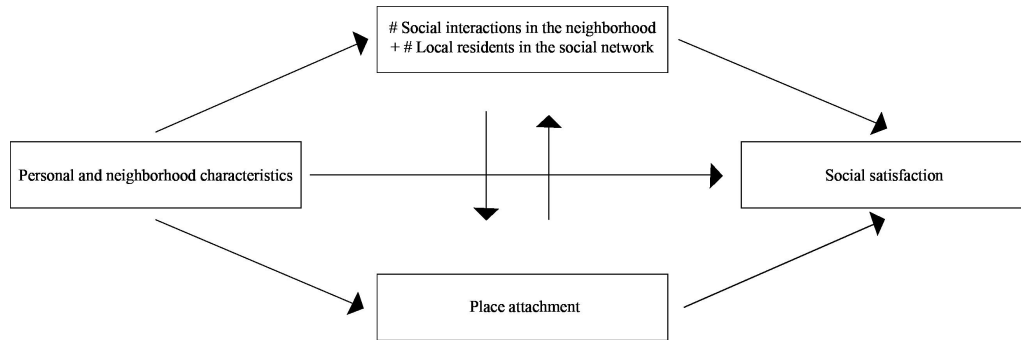 # Social interactions in the neighborhood
+ # Local residents in the social network
Personal and neighborhood characteristics
Social satisfaction
Place attachment